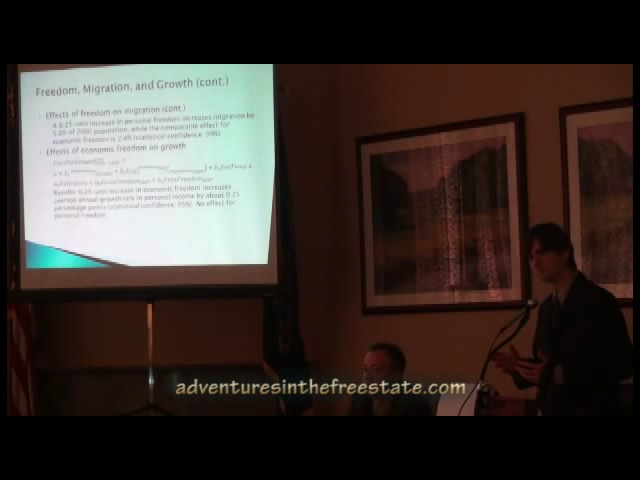 Freedom, Migration, and Growth (cont.)
Effects of freedom on migration (cont.)
A 0.25-unit increase in personal freedom increases migration by
5.0% of 2000 population, while the comparable effect for
economic freedom is 2.4% (statistical confidence: 99%)
Effects of economic freedom on growth
Results: 0.25-unit increase in economic freedom increases
average annual growth rate in personal income by about 0.25
percentage points (statistical confidence: 95%). No effect for
personal freedom.
adventuresinthefreestate.com